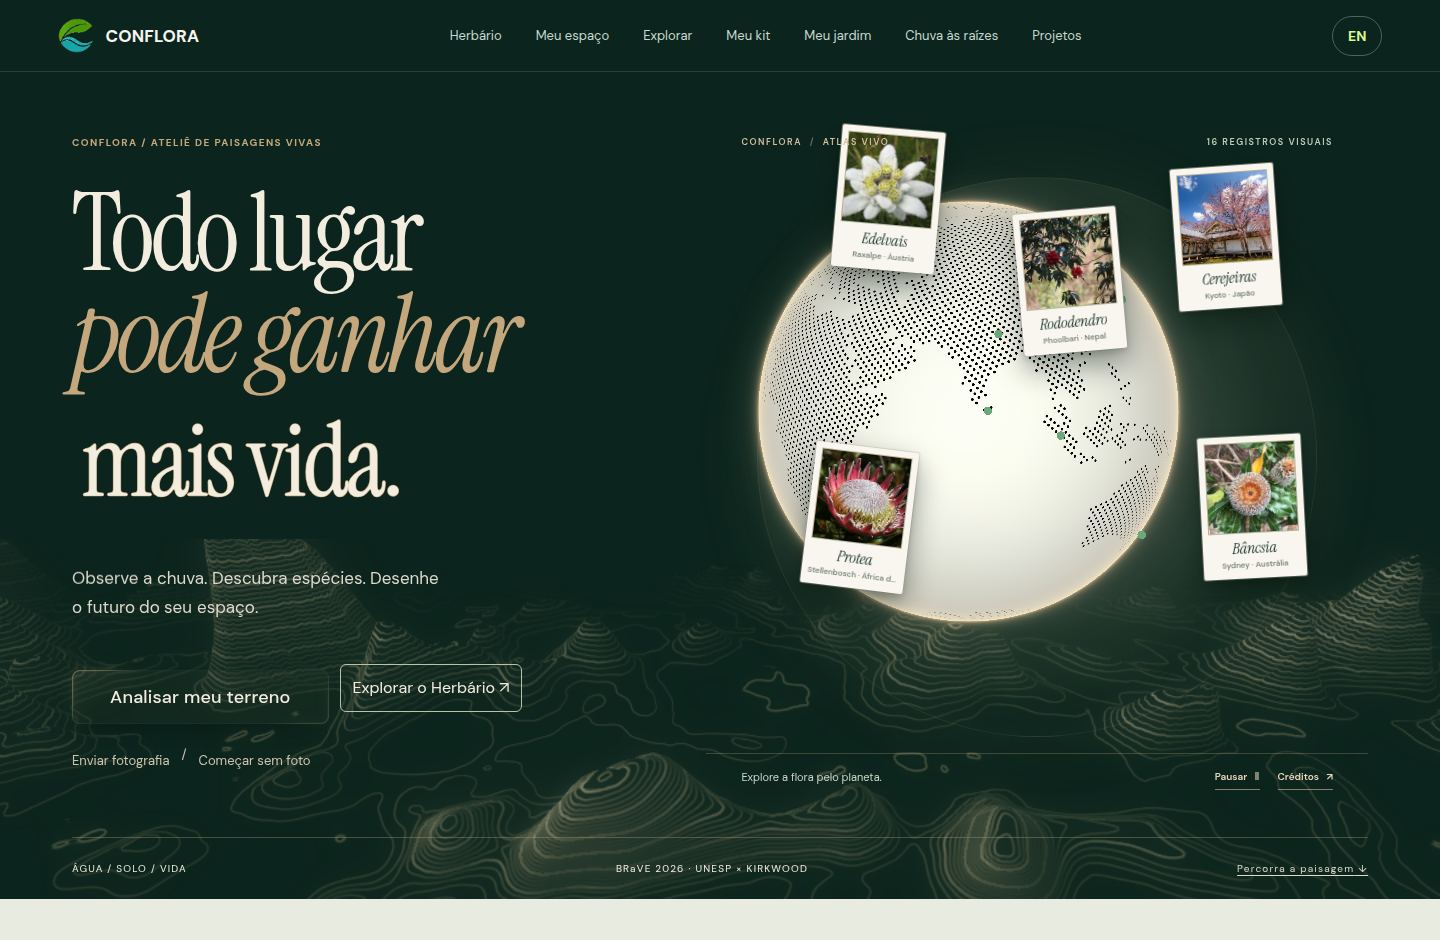 CONFLORA
Herbário
Meu espaço
Explorar
Meu kit
Meu jardim
Chuva às raízes
Projetos
EN
CONFLORA / ATELIÊ DE PAISAGENS VIVAS
Todo lugar
pode ganhar
mais vida.
Observe a chuva. Descubra espécies. Desenhe
o futuro do seu espaço.
Analisar meu terreno
Explorar o Herbário ↗
Enviar fotografia / Começar sem foto
CONFLORA / ATLAS VIVO
16 REGISTROS VISUAIS
Edelvais
Raxalpe · Áustria
Rododendro
Phoolbari · Nepal
Cerejeiras
Kyoto · Japão
Protea
Stellenbosch · África d...
Bâncsia
Sydney · Austrália
Explore a flora pelo planeta.
Pausar Ⅱ
Créditos ↗
ÁGUA / SOLO / VIDA
BRaVE 2026 · UNESP × KIRKWOOD
Percorra a paisagem ↓